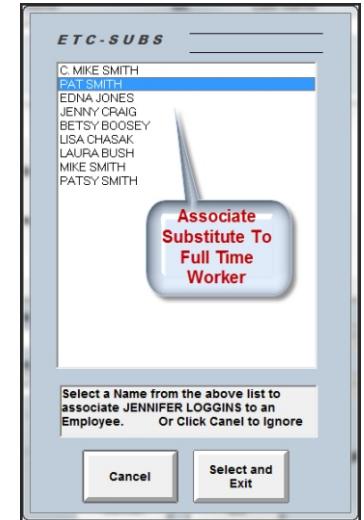 ETC-SUBS
C. MIKE SMITH
PAT SMITH
EDNA JONES
JENNY CRAIG
BETSY BOOSEY
LISA CHASAK
LAURA BUSH
MIKE SMITH
PATSY SMITH
Associate
Substitute To
Full Time
Worker
Select a Name from the above list to
associate JENNIFER LOGGINS to an
Employee. Or Click Canel to Ignore
Cancel
Select and
Exit